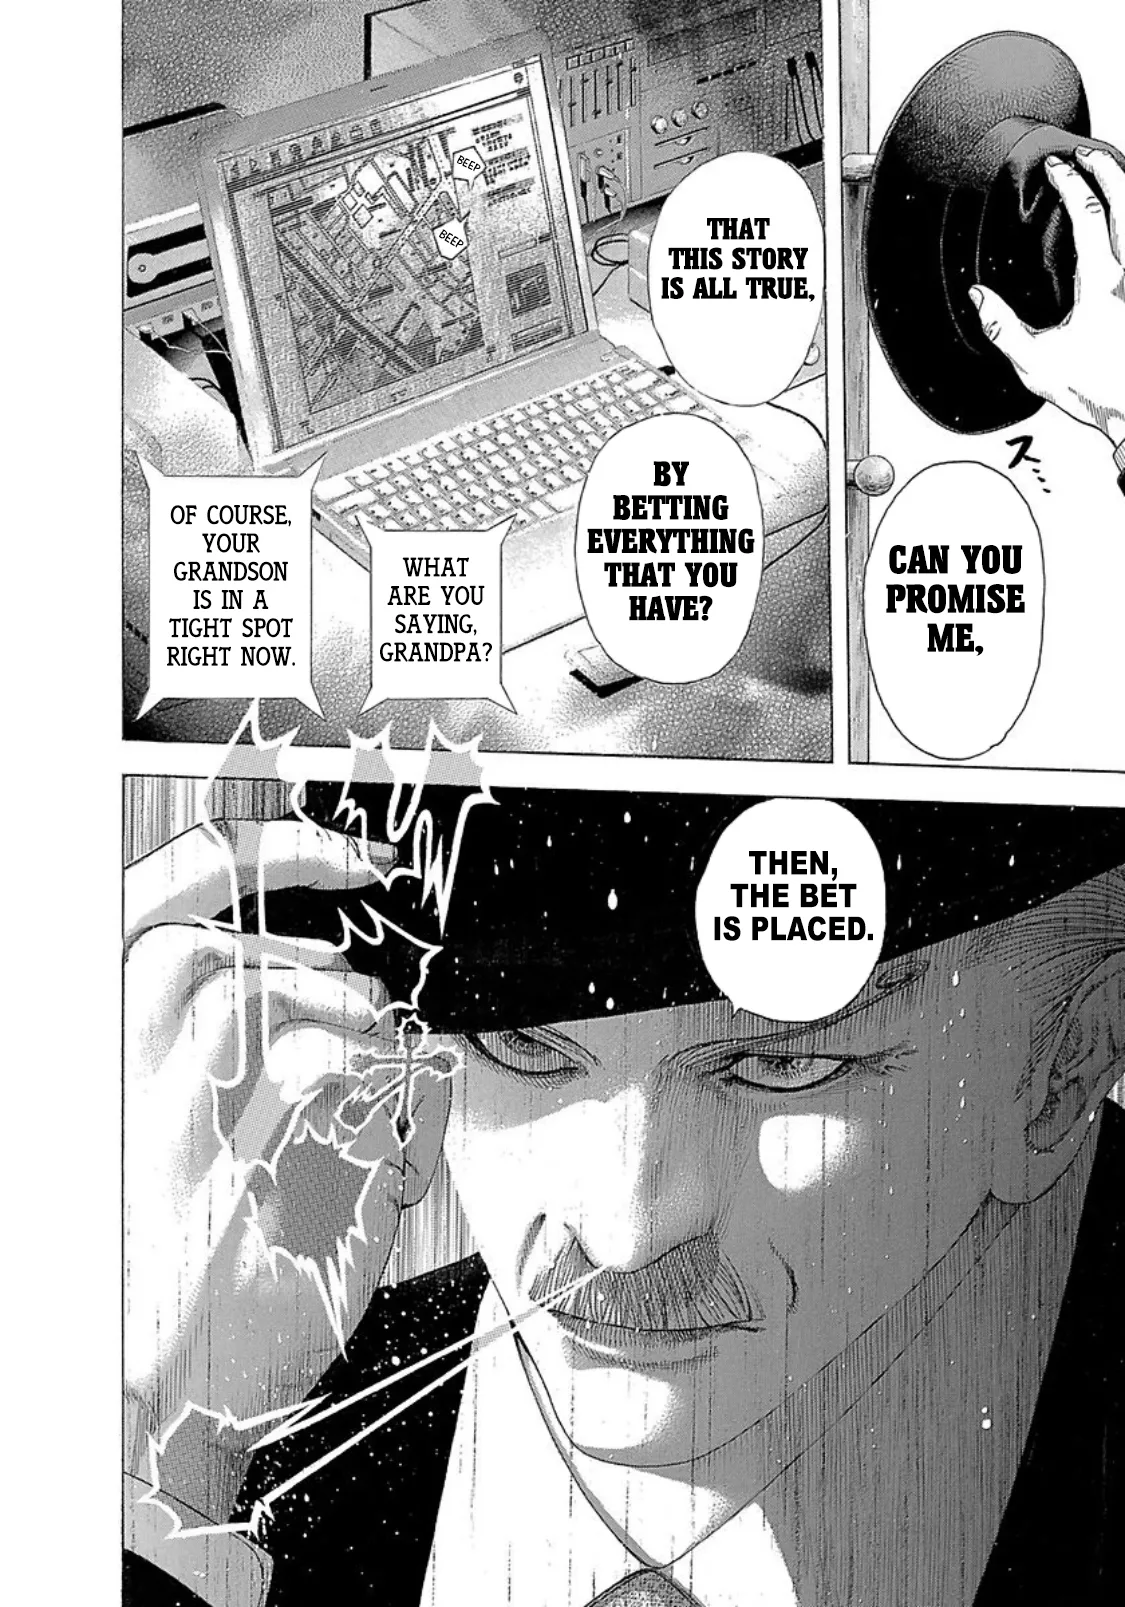 CAN YOU
PROMISE
ME,
THAT
THIS STORY
IS ALL TRUE,
BY
BETTING
EVERYTHING
THAT YOU
HAVE?
BEEP
BEEP
WHAT
ARE YOU
SAYING,
GRANDPA?
OF COURSE,
YOUR
GRANDSON
IS IN A
TIGHT SPOT
RIGHT NOW.
ス…
THEN,
THE BET
IS PLACED.